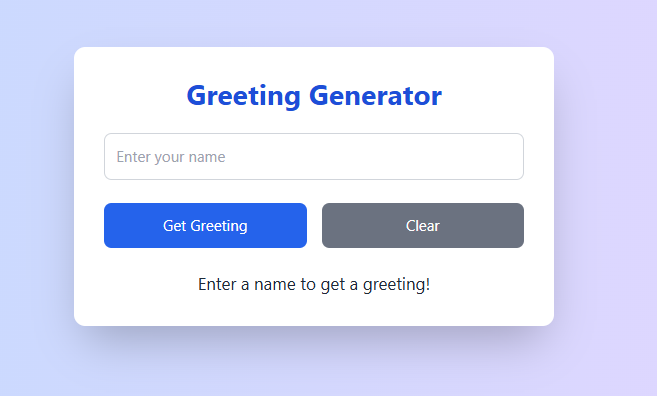 Greeting Generator
Enter your name
Get Greeting
Clear
Enter a name to get a greeting!